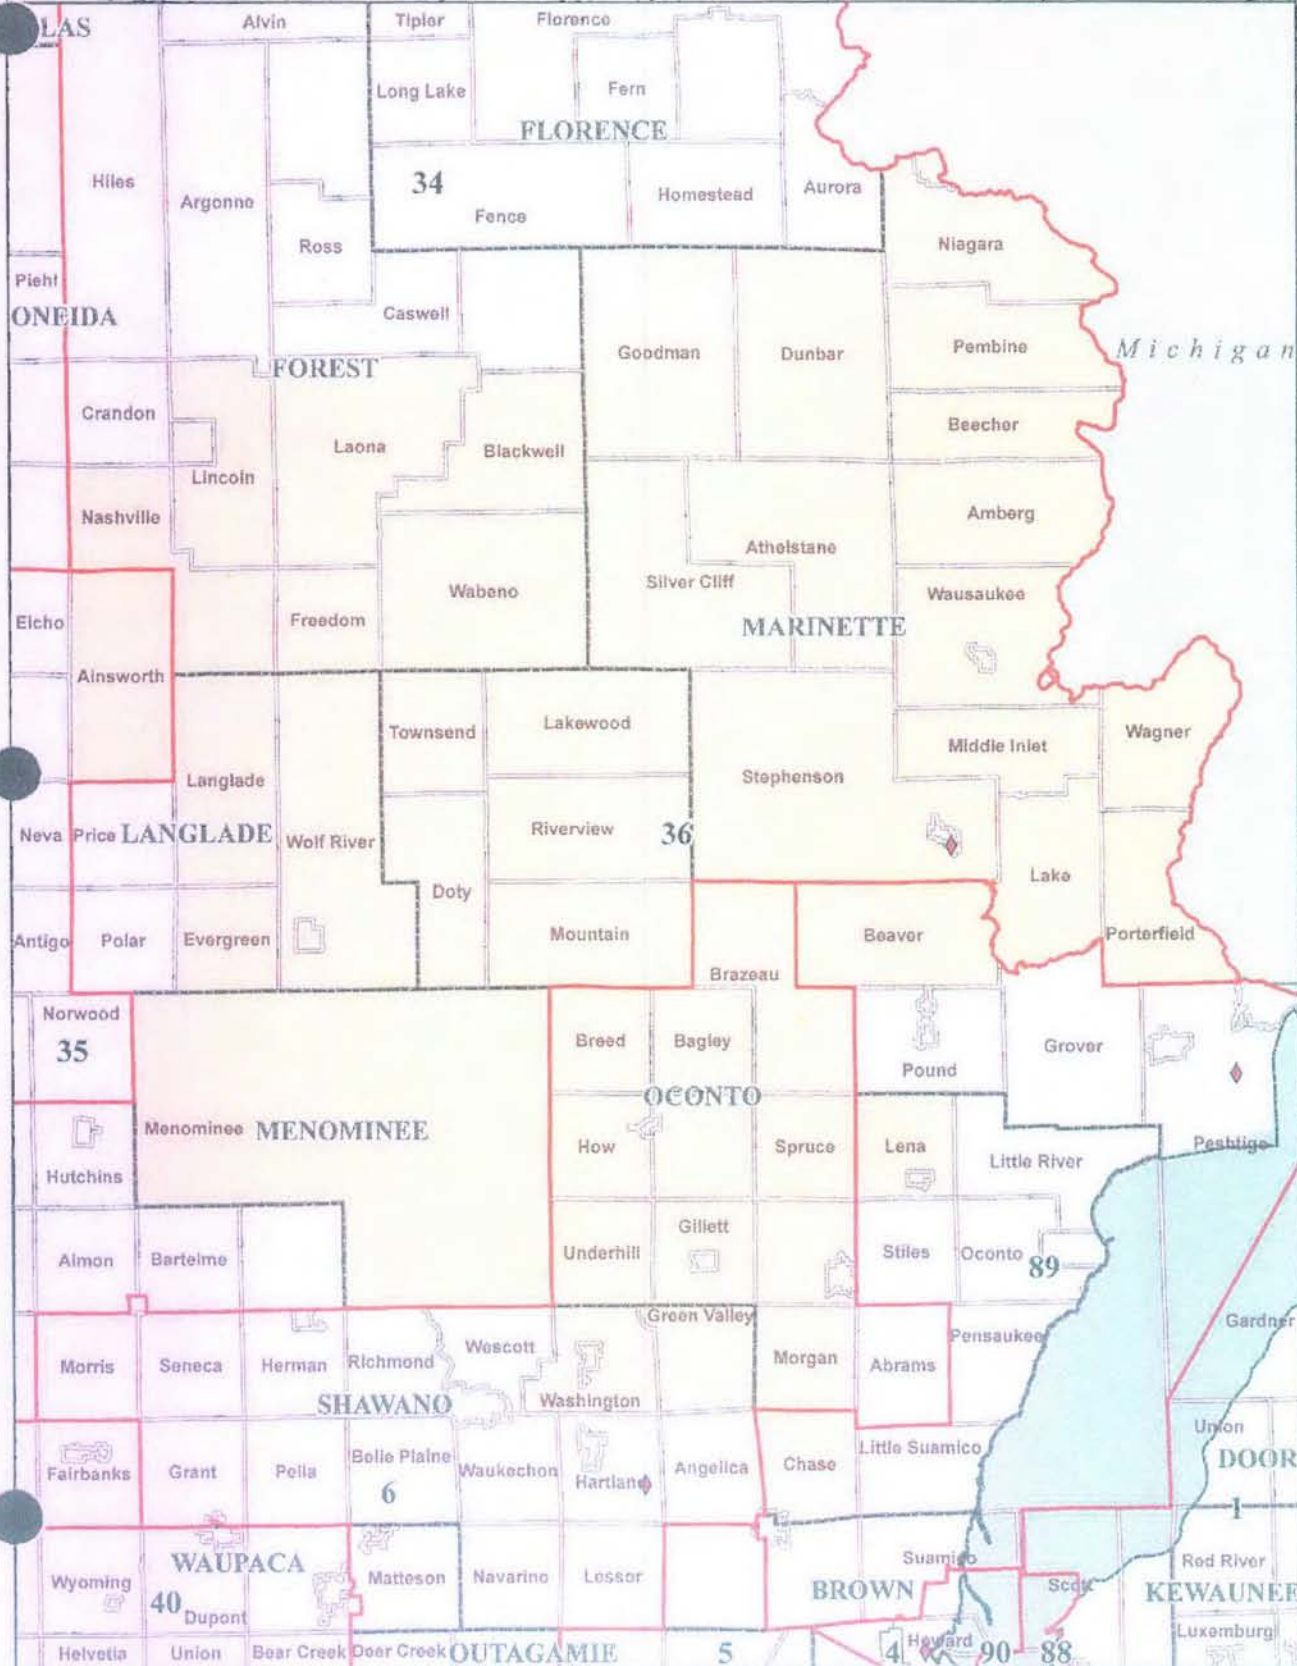 LAS
Alvin
Tipler
Florence
Long Lake
Fern
FLORENCE
Hiles
34
Argonne
Fence
Homestead
Aurora
Ross
Niagara
Piehl
ONEIDA
Caswell
Goodman
Dunbar
Pembine
Michigan
FOREST
Crandon
Laona
Blackwell
Beecher
Lincoln
Nashville
Amberg
Athelstane
Silver Cliff
Wabeno
Wausaukee
Elcho
Freedom
MARINETTE
Ainsworth
Townsend
Lakewood
Middle Inlet
Wagner
Langlade
Stephenson
Neva
Price
LANGLADE
Wolf River
Riverview
36
Doty
Lake
Antigo
Polar
Evergreen
Mountain
Beaver
Porterfield
Brazeau
Norwood
35
Breed
Bagley
Pound
Grover
OCONTO
Menominee
MENOMINEE
How
Spruce
Lena
Little River
Peshtigo
Hutchins
Almon
Bartelme
Underhill
Gillett
Stiles
Oconto
89
Green Valley
Pensaukee
Gardner
Morris
Seneca
Herman
Richmond
Wescott
Morgan
Abrams
SHAWANO
Washington
Fairbanks
Grant
Pella
Belle Plaine
Waukechon
Hartland
Angelica
Chase
Little Suamico
Union
DOOR
6
1
WAUPACA
Wyoming
40
Dupont
Matteson
Navarino
Lessor
Suamico
BROWN
Scott
Red River
KEWAUNEE
Helvetia
Union
Bear Creek
Deer Creek
OUTAGAMIE
5
4
Howard
90
88
Luxemburg